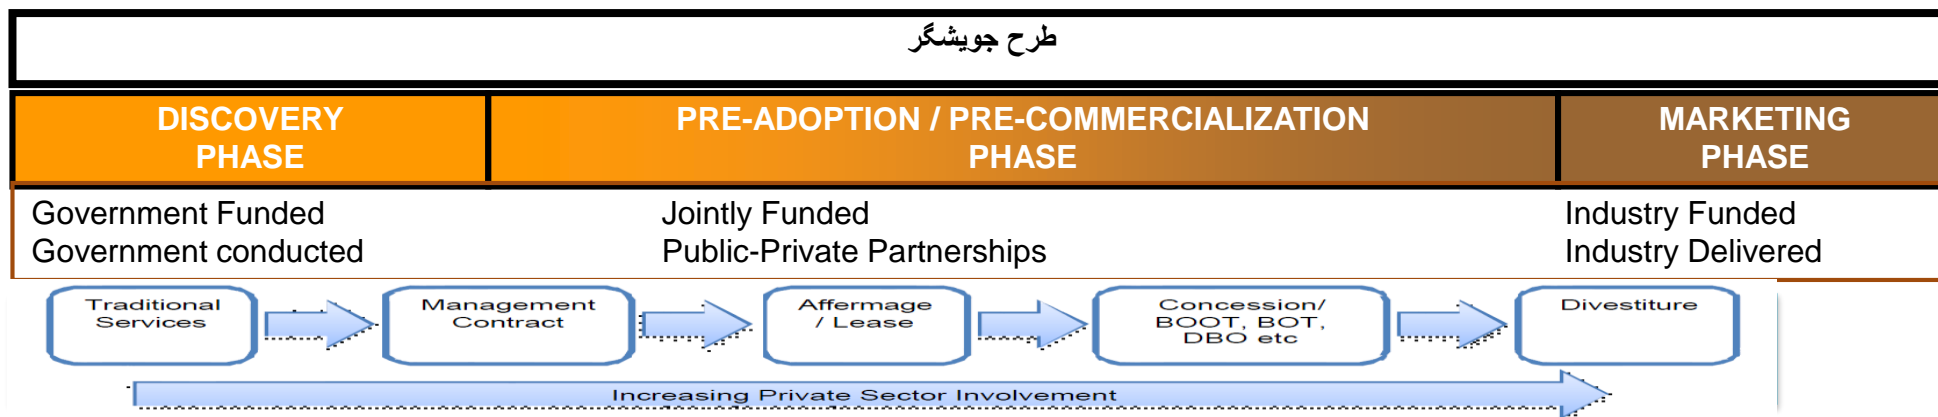 طرح جویشگر
DISCOVERY
PHASE
PRE-ADOPTION / PRE-COMMERCIALIZATION
PHASE
MARKETING
PHASE
Government Funded
Government conducted
Jointly Funded
Public-Private Partnerships
Industry Funded
Industry Delivered
Traditional
Services
Management
Contract
Affermage
/ Lease
Concession/
BOOT, BOT,
DBO etc
Divestiture
Increasing Private Sector Involvement